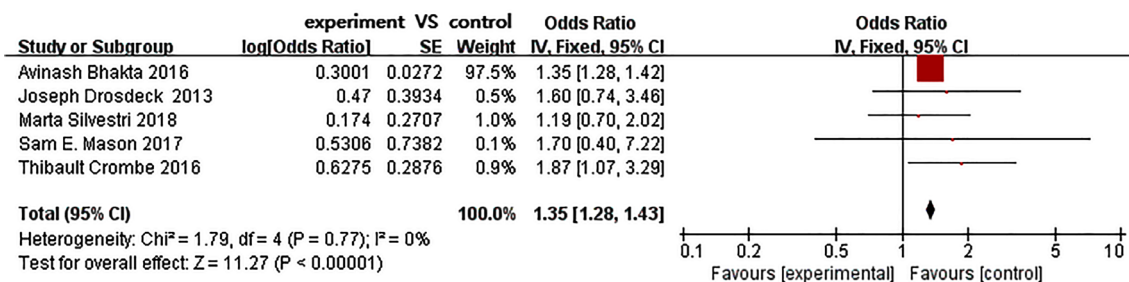 experiment VS control Odds Ratio Odds Ratio
Study or Subgroup log[Odds Ratio] SE Weight IV, Fixed, 95% CI IV, Fixed, 95% CI
Avinash Bhakta 2016 0.3001 0.0272 97.5% 1.35 [1.28, 1.42]
Joseph Drosdeck 2013 0.47 0.3934 0.5% 1.60 [0.74, 3.46]
Marta Silvestri 2018 0.174 0.2707 1.0% 1.19 [0.70, 2.02]
Sam E. Mason 2017 0.5306 0.7382 0.1% 1.70 [0.40, 7.22]
Thibault Crombe 2016 0.6275 0.2876 0.9% 1.87 [1.07, 3.29]
Total (95% CI) 100.0% 1.35 [1.28, 1.43]
Heterogeneity: Chi² = 1.79, df = 4 (P = 0.77); I² = 0%
Test for overall effect: Z = 11.27 (P < 0.00001)
0.1 0.2 0.5 1 2 5 10
Favours [experimental] Favours [control]